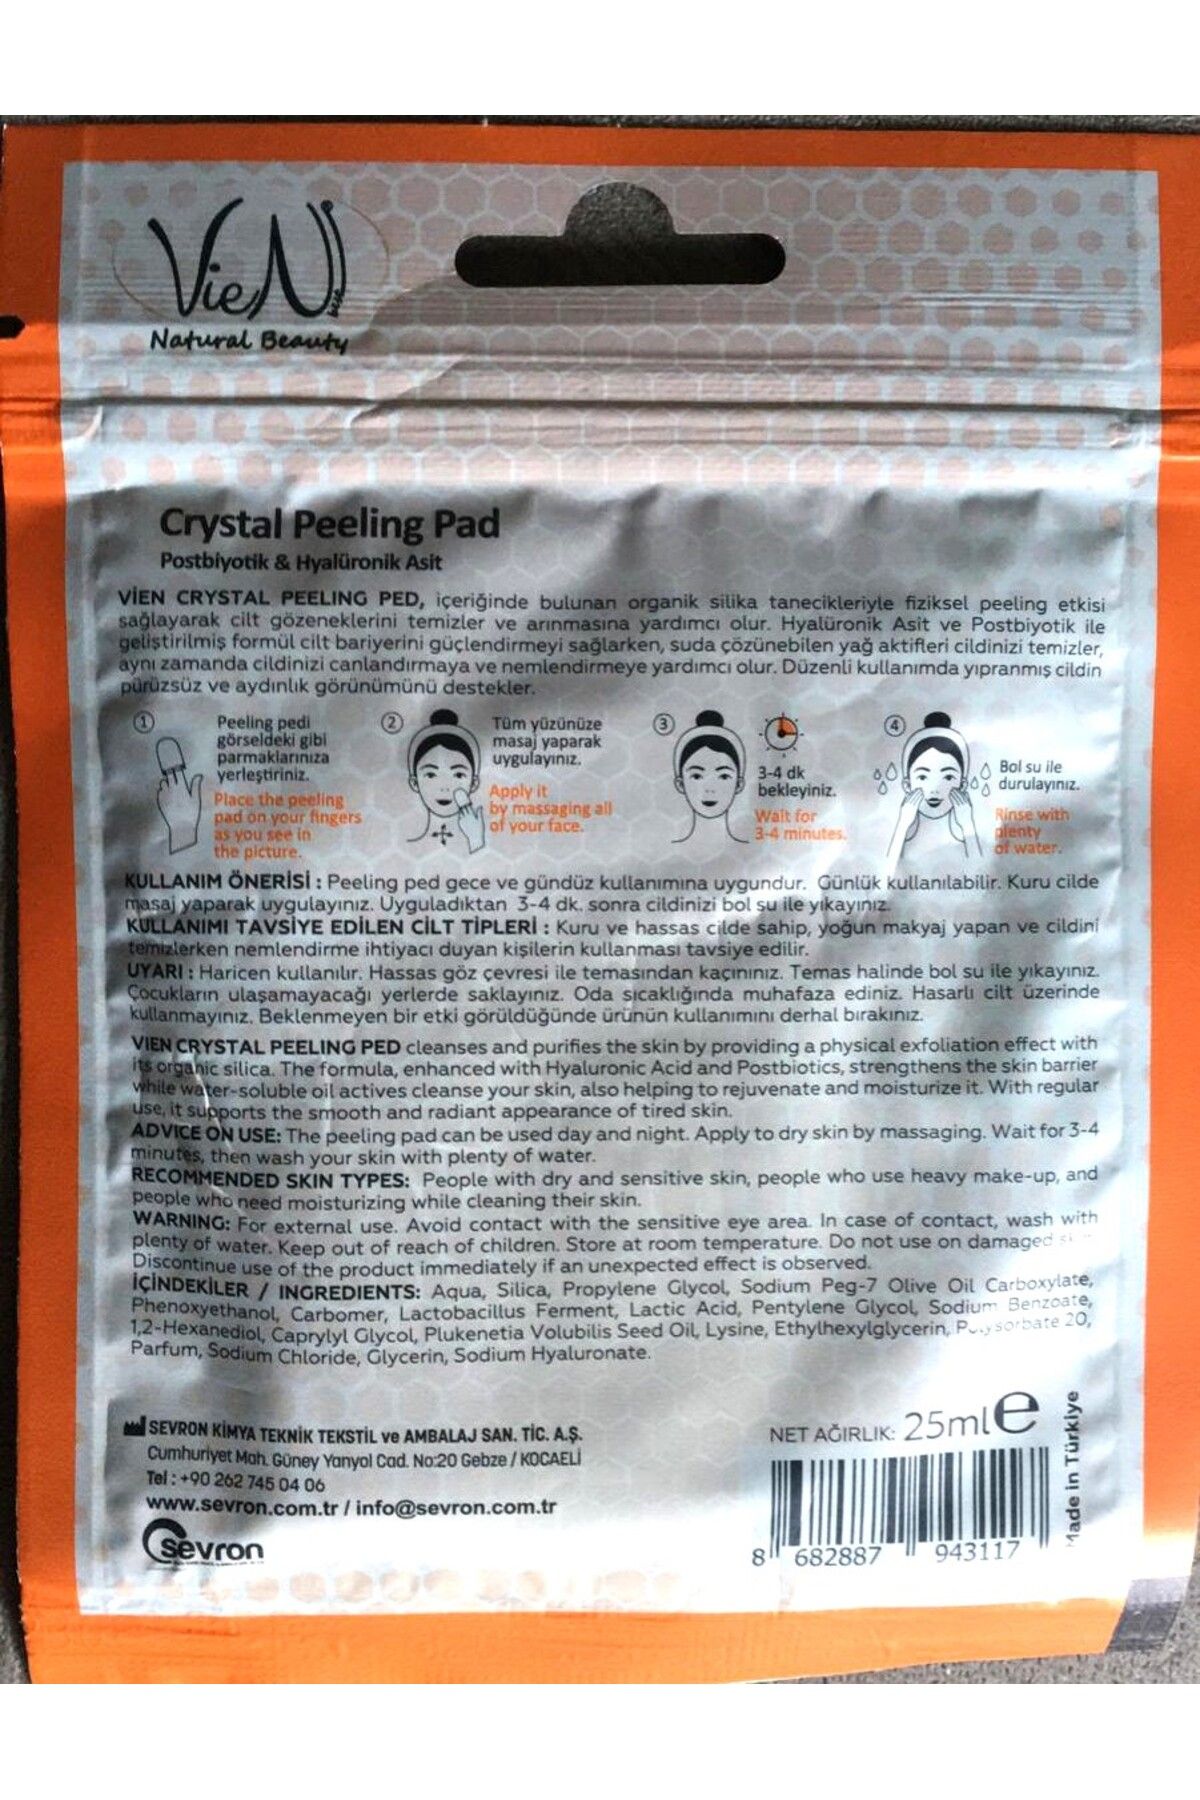 VieN
Natural Beauty
Crystal Peeling Pad
Postbiyotik & Hyalüronik Asit
VİEN CRYSTAL PEELING PED, içeriğinde bulunan organik silika tanecikleriyle fiziksel peeling etkisi
sağlayarak cilt gözeneklerini temizler ve arınmasına yardımcı olur. Hyalüronik Asit ve Postbiyotik ile
geliştirilmiş formül cilt bariyerini güçlendirmeyi sağlarken, suda çözünebilen yağ aktifleri cildinizi temizler,
aynı zamanda cildinizi canlandırmaya ve nemlendirmeye yardımcı olur. Düzenli kullanımda yıpranmış cildin
pürüzsüz ve aydınlık görünümünü destekler.
1
Peeling pedi
görseldeki gibi
parmaklarınıza
yerleştiriniz.
Place the peeling
pad on your fingers
as you see in
the picture.
2
Tüm yüzünüze
masaj yaparak
uygulayınız.
Apply it
by massaging all
of your face.
3
3-4 dk
bekleyiniz.
Wait for
3-4 minutes.
4
Bol su ile
durulayınız.
Rinse with
plenty
of water.
KULLANIM ÖNERİSİ : Peeling ped gece ve gündüz kullanımına uygundur. Günlük kullanılabilir. Kuru cilde
masaj yaparak uygulayınız. Uyguladıktan 3-4 dk. sonra cildinizi bol su ile yıkayınız.
KULLANIMI TAVSİYE EDİLEN CİLT TİPLERİ : Kuru ve hassas cilde sahip, yoğun makyaj yapan ve cildini
temizlerken nemlendirme ihtiyacı duyan kişilerin kullanması tavsiye edilir.
UYARI : Haricen kullanılır. Hassas göz çevresi ile temasından kaçınınız. Temas halinde bol su ile yıkayınız.
Çocukların ulaşamayacağı yerlerde saklayınız. Oda sıcaklığında muhafaza ediniz. Hasarlı cilt üzerinde
kullanmayınız. Beklenmeyen bir etki görüldüğünde ürünün kullanımını derhal bırakınız.
VIEN CRYSTAL PEELING PED cleanses and purifies the skin by providing a physical exfoliation effect with
its organic silica. The formula, enhanced with Hyaluronic Acid and Postbiotics, strengthens the skin barrier
while water-soluble oil actives cleanse your skin, also helping to rejuvenate and moisturize it. With regular
use, it supports the smooth and radiant appearance of tired skin.
ADVICE ON USE: The peeling pad can be used day and night. Apply to dry skin by massaging. Wait for 3-4
minutes, then wash your skin with plenty of water.
RECOMMENDED SKIN TYPES: People with dry and sensitive skin, people who use heavy make-up, and
people who need moisturizing while cleaning their skin.
WARNING: For external use. Avoid contact with the sensitive eye area. In case of contact, wash with
plenty of water. Keep out of reach of children. Store at room temperature. Do not use on damaged
Discontinue use of the product immediately if an unexpected effect is observed.
İÇİNDEKİLER / INGREDIENTS: Aqua, Silica, Propylene Glycol, Sodium Peg-7 Olive Oil Carboxylate,
Phenoxyethanol, Carbomer, Lactobacillus Ferment, Lactic Acid, Pentylene Glycol, Sodium Benzoate,
1,2-Hexanediol, Caprylyl Glycol, Plukenetia Volubilis Seed Oil, Lysine, Ethylhexylglycerin, Polysorbate 20,
Parfum, Sodium Chloride, Glycerin, Sodium Hyaluronate.
SEVRON KİMYA TEKNİK TEKSTİL ve AMBALAJ SAN. TİC. A.Ş.
Cumhuriyet Mah. Güney Yanyol Cad. No:20 Gebze / KOCAELİ
Tel : +90 262 745 04 06
www.sevron.com.tr / info@sevron.com.tr
sevron
NET AĞIRLIK: 25ml e
8 682887 943117
Made in Türkiye